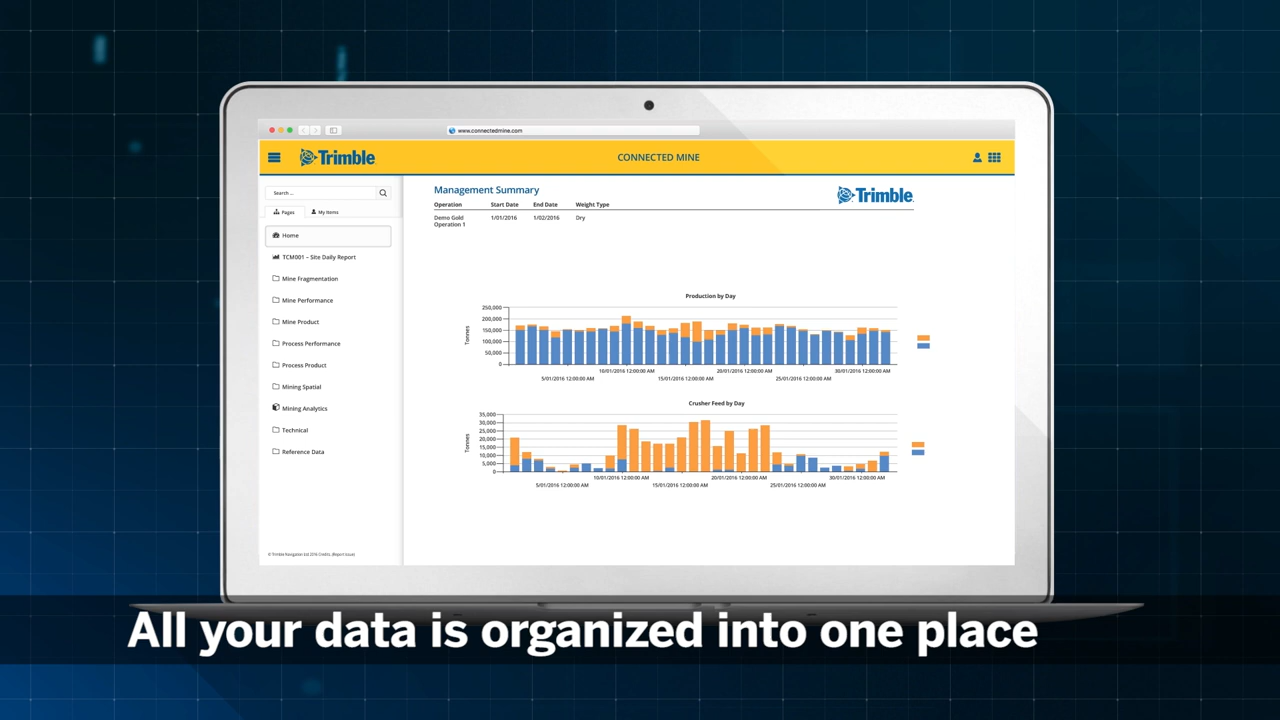 www.connectedmine.com
Trimble
CONNECTED MINE
Search ...
Pages
My Items
Home
TCM001 – Site Daily Report
Mine Fragmentation
Mine Performance
Mine Product
Process Performance
Process Product
Mining Spatial
Mining Analytics
Technical
Reference Data
© Trimble Navigation Ltd 2016 Credits. (Report Issue)
Management Summary
Trimble
Operation Start Date End Date Weight Type
Demo Gold 1/01/2016 1/02/2016 Dry
Operation 1
Production by Day
Tonnes
250,000
200,000
150,000
100,000
50,000
0
10/01/2016 12:00:00 AM 20/01/2016 12:00:00 AM 30/01/2016 12:00:00 AM
5/01/2016 12:00:00 AM 15/01/2016 12:00:00 AM 25/01/2016 12:00:00 AM
Crusher Feed by Day
Tonnes
35,000
30,000
25,000
20,000
15,000
10,000
5,000
0
10/01/2016 12:00:00 AM 20/01/2016 12:00:00 AM 30/01/2016 12:00:00 AM
5/01/2016 12:00:00 AM 15/01/2016 12:00:00 AM 25/01/2016 12:00:00 AM
All your data is organized into one place